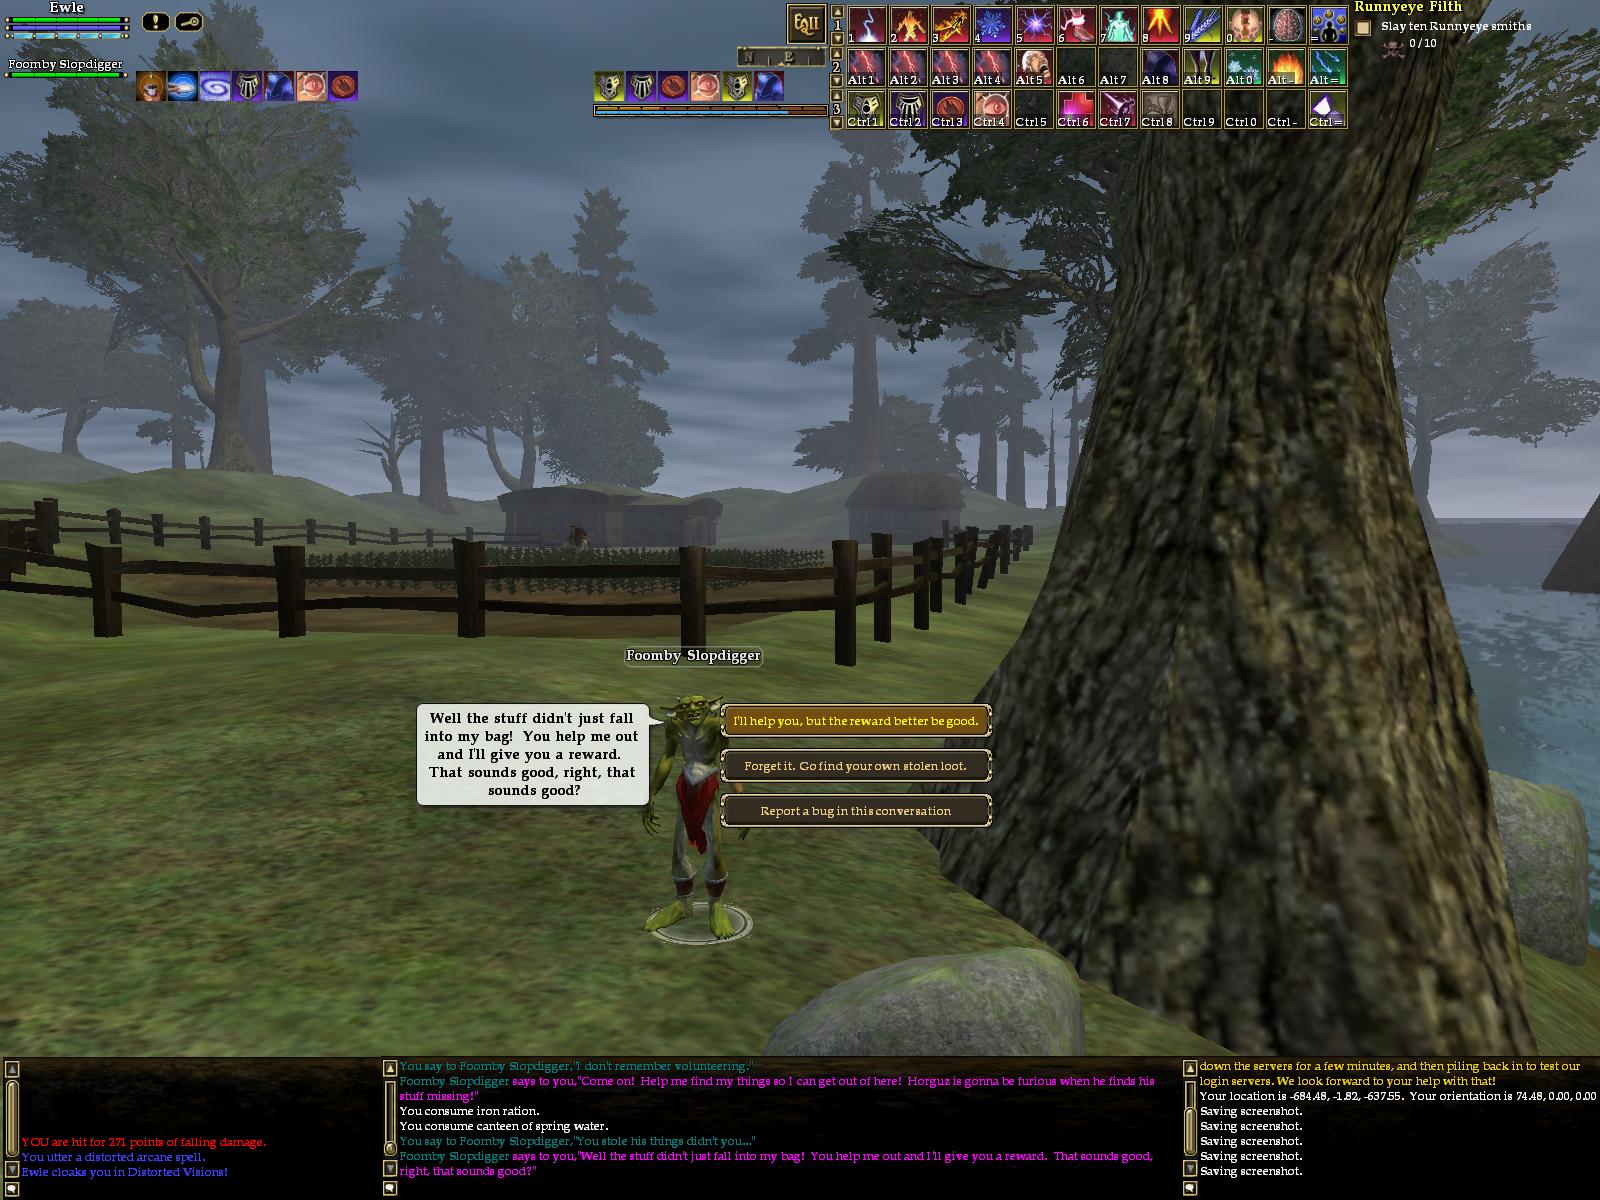 Ewle
Foomby Slopdigger
EQII
N E
1
1 2 3 4 5 6 7 8 9 0 - =
2
Alt1 Alt2 Alt3 Alt4 Alt5 Alt6 Alt7 Alt8 Alt9 Alt0 Alt- Alt=
3
Ctrl1 Ctrl2 Ctrl3 Ctrl4 Ctrl5 Ctrl6 Ctrl7 Ctrl8 Ctrl9 Ctrl0 Ctrl- Ctrl=
Runnyeye Filth
Slay ten Runnyeye smiths
0/10
Foomby Slopdigger
Well the stuff didn't just fall
into my bag! You help me out
and I'll give you a reward.
That sounds good, right, that
sounds good?
I'll help you, but the reward better be good.
Forget it. Go find your own stolen loot.
Report a bug in this conversation
YOU are hit for 271 points of falling damage.
You utter a distorted arcane spell.
Ewle cloaks you in Distorted Visions!
You say to Foomby Slopdigger,"I don't remember volunteering."
Foomby Slopdigger says to you,"Come on! Help me find my things so I can get out of here! Horguz is gonna be furious when he finds his
stuff missing!"
You consume iron ration.
You consume canteen of spring water.
You say to Foomby Slopdigger,"You stole his things didn't you..."
Foomby Slopdigger says to you,"Well the stuff didn't just fall into my bag! You help me out and I'll give you a reward. That sounds good,
right, that sounds good?"
down the servers for a few minutes, and then piling back in to test our
login servers. We look forward to your help with that!
Your location is -684.48, -1.82, -637.55. Your orientation is 74.48, 0.00, 0.00
Saving screenshot.
Saving screenshot.
Saving screenshot.
Saving screenshot.
Saving screenshot.